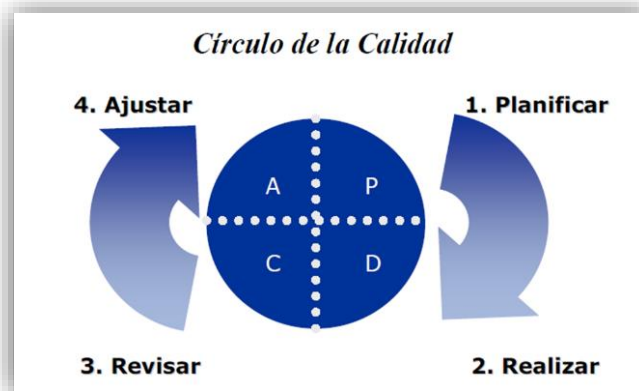 Círculo de la Calidad
4. Ajustar
1. Planificar
A
P
C
D
3. Revisar
2. Realizar